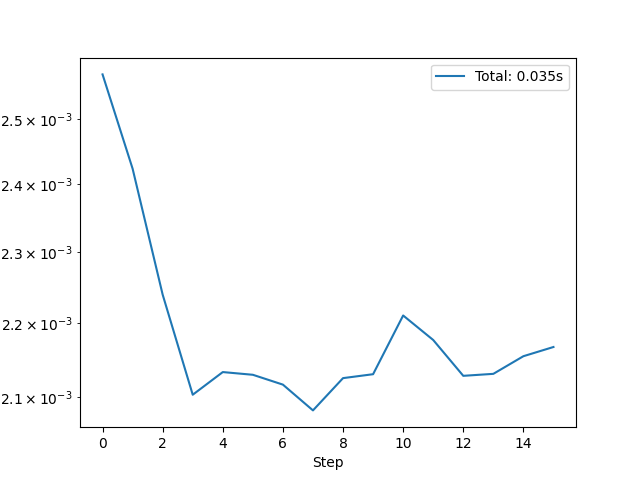 Total: 0.035s
2.5 × 10⁻³
2.4 × 10⁻³
2.3 × 10⁻³
2.2 × 10⁻³
2.1 × 10⁻³
0 2 4 6 8 10 12 14
Step